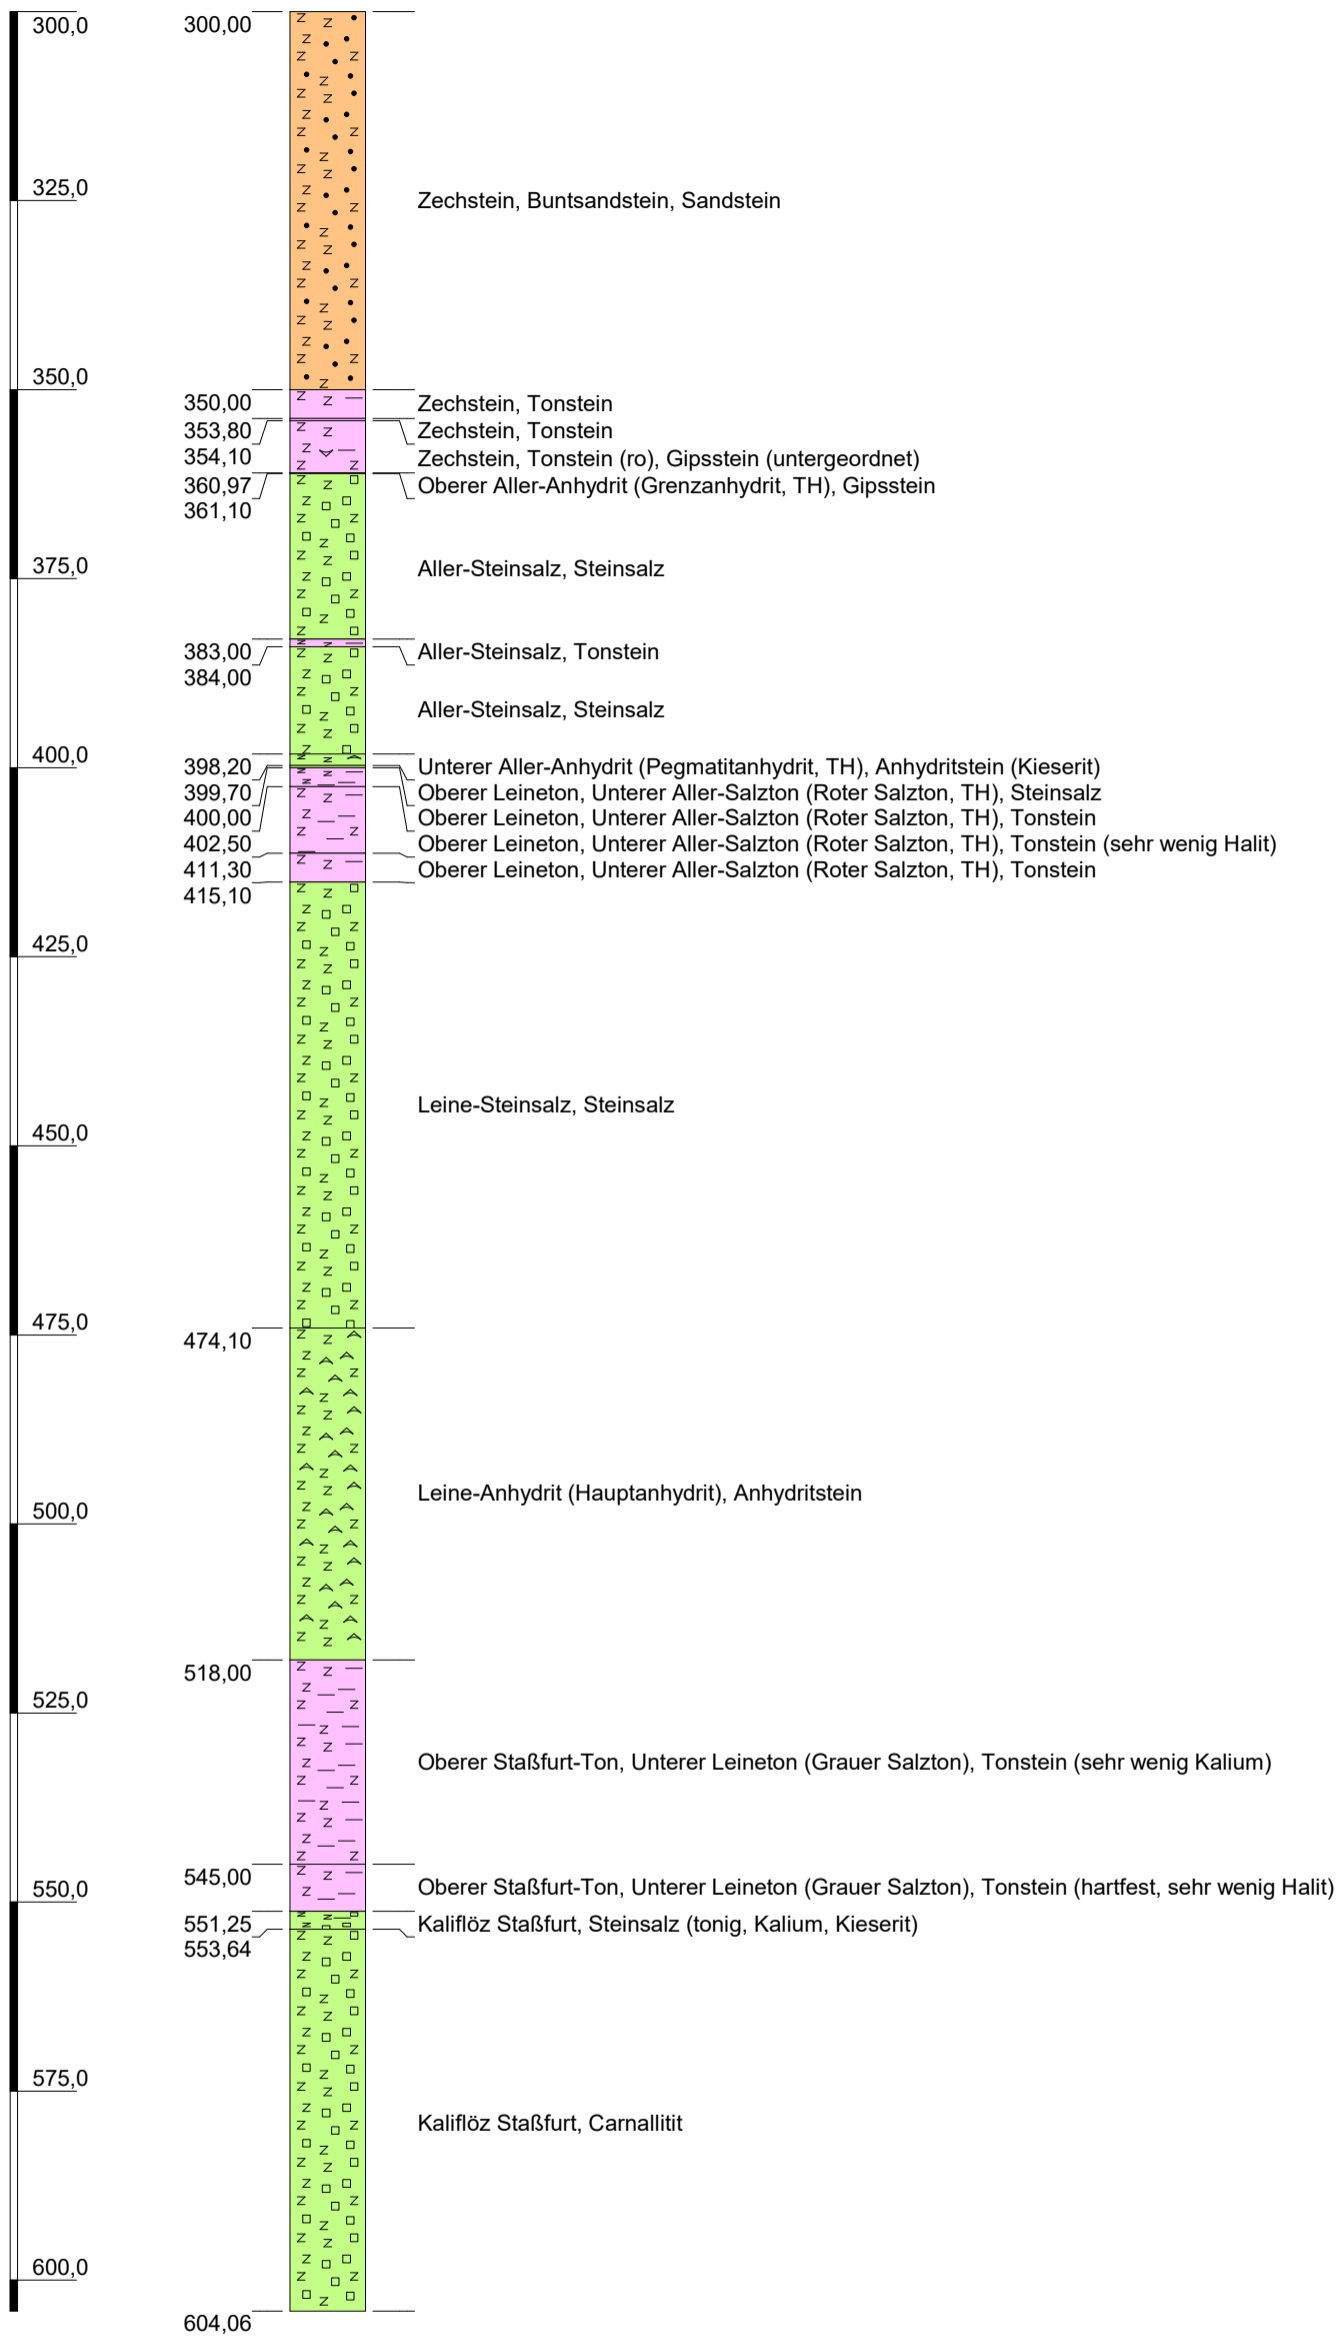 300,0
300,00
325,0
Zechstein, Buntsandstein, Sandstein
350,0
350,00
Zechstein, Tonstein
353,80
Zechstein, Tonstein
354,10
Zechstein, Tonstein (ro), Gipsstein (untergeordnet)
360,97
Oberer Aller-Anhydrit (Grenzanhydrit, TH), Gipsstein
361,10
375,0
Aller-Steinsalz, Steinsalz
383,00
Aller-Steinsalz, Tonstein
384,00
Aller-Steinsalz, Steinsalz
400,0
398,20
Unterer Aller-Anhydrit (Pegmatitanhydrit, TH), Anhydritstein (Kieserit)
399,70
Oberer Leineton, Unterer Aller-Salzton (Roter Salzton, TH), Steinsalz
400,00
Oberer Leineton, Unterer Aller-Salzton (Roter Salzton, TH), Tonstein
402,50
Oberer Leineton, Unterer Aller-Salzton (Roter Salzton, TH), Tonstein (sehr wenig Halit)
411,30
Oberer Leineton, Unterer Aller-Salzton (Roter Salzton, TH), Tonstein
415,10
425,0
Leine-Steinsalz, Steinsalz
450,0
475,0
474,10
Leine-Anhydrit (Hauptanhydrit), Anhydritstein
500,0
518,00
525,0
Oberer Staßfurt-Ton, Unterer Leineton (Grauer Salzton), Tonstein (sehr wenig Kalium)
545,00
550,0
Oberer Staßfurt-Ton, Unterer Leineton (Grauer Salzton), Tonstein (hartfest, sehr wenig Halit)
551,25
Kaliflöz Staßfurt, Steinsalz (tonig, Kalium, Kieserit)
553,64
575,0
Kaliflöz Staßfurt, Carnallitit
600,0
604,06